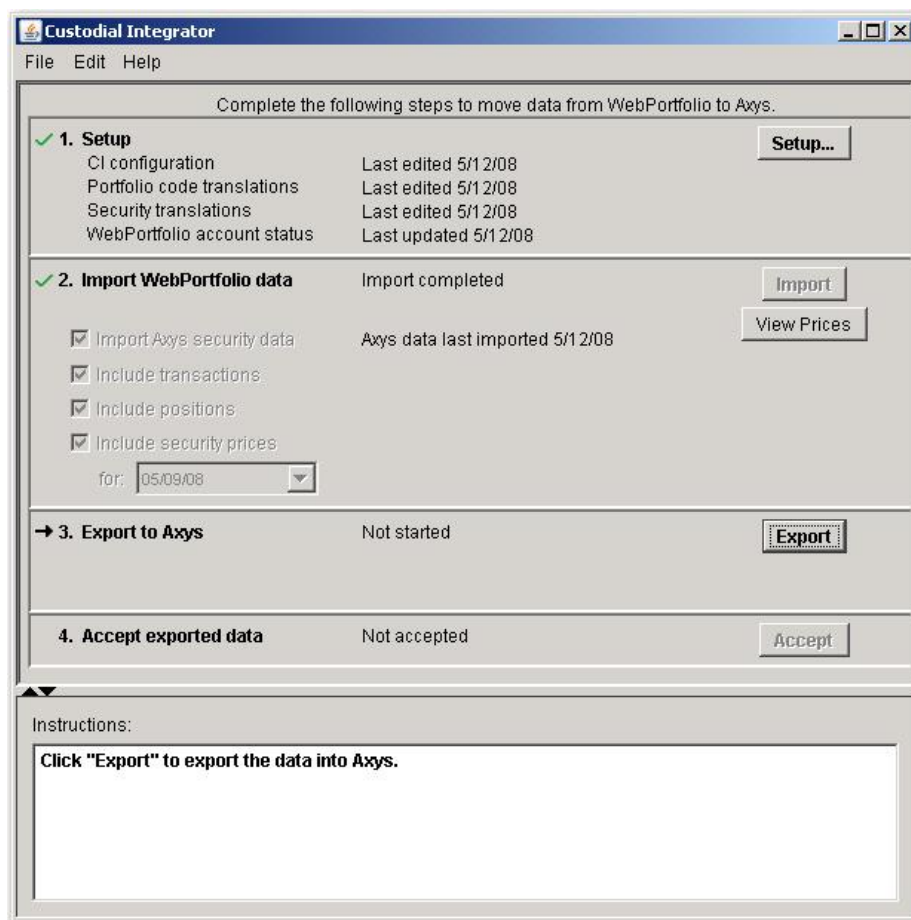 Custodial Integrator
File Edit Help
Complete the following steps to move data from WebPortfolio to Axys.
1. Setup
Setup...
CI configuration Last edited 5/12/08
Portfolio code translations Last edited 5/12/08
Security translations Last edited 5/12/08
WebPortfolio account status Last updated 5/12/08
2. Import WebPortfolio data Import completed Import
View Prices
Import Axys security data Axys data last imported 5/12/08
Include transactions
Include positions
Include security prices
for: 05/09/08
3. Export to Axys Not started Export
4. Accept exported data Not accepted Accept
Instructions:
Click "Export" to export the data into Axys.